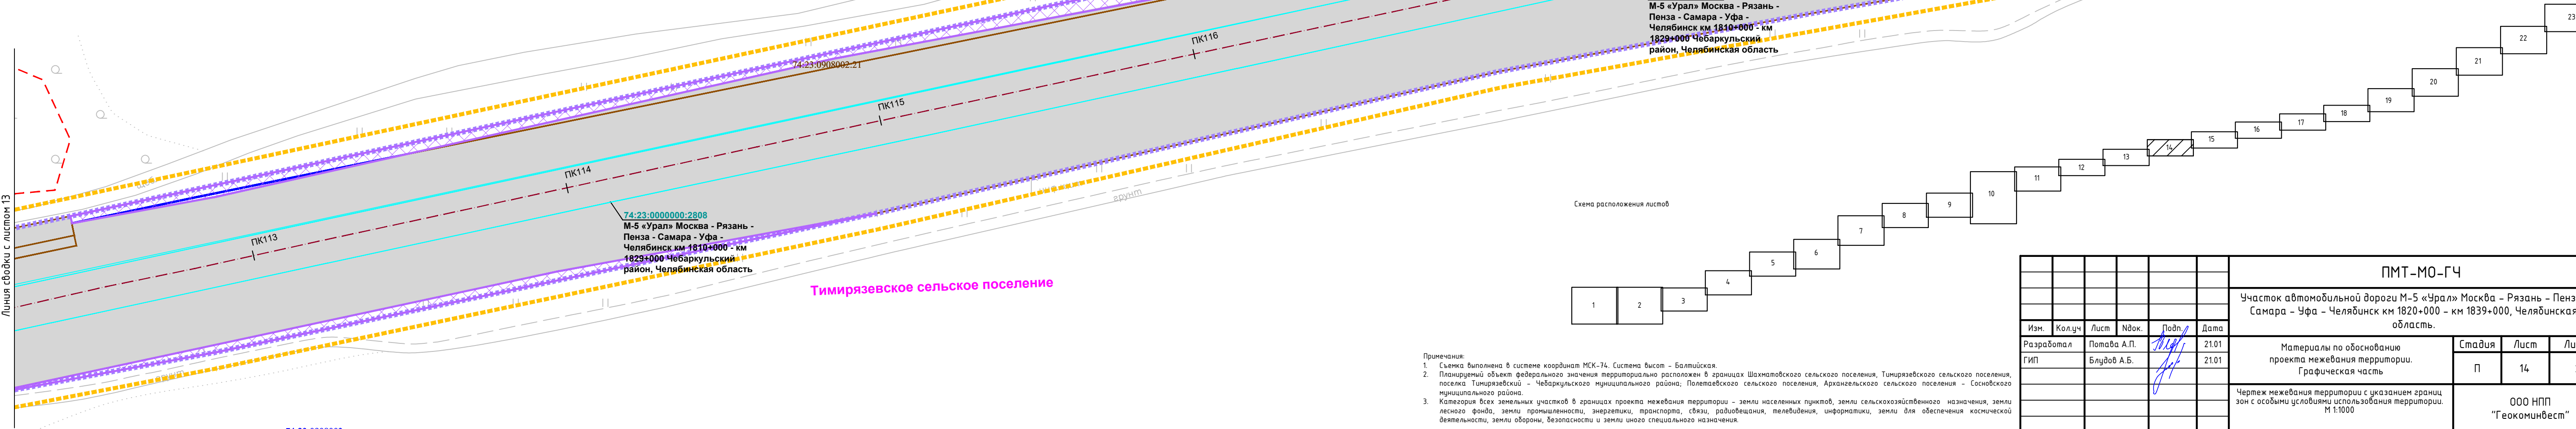 Линия сводки с листом 13
ПК113
ПК114
ПК115
ПК116
74:23:0908002:21
74:23:0000000:2808
М-5 «Урал» Москва - Рязань -
Пенза - Самара - Уфа -
Челябинск км 1810+000 - км
1829+000 Чебаркульский
район, Челябинская область
М-5 «Урал» Москва - Рязань -
Пенза - Самара - Уфа -
Челябинск км 1810+000 - км
1829+000 Чебаркульский
район, Челябинская область
Тимирязевское сельское поселение
грунт
Схема расположения листов
1
2
3
4
5
6
7
8
9
10
11
12
13
14
15
16
17
18
19
20
21
22
23
Примечания:
1. Съемка выполнена в системе координат МСК-74. Система высот - Балтийская.
2. Планируемый объект федерального значения территориально расположен в границах Шахматовского сельского поселения, Тимирязевского сельского поселения,
поселка Тимирязевский - Чебаркульского муниципального района; Полетаевского сельского поселения, Архангельского сельского поселения - Сосновского
муниципального района.
3. Категория всех земельных участков в границах проекта межевания территории - земли населенных пунктов, земли сельскохозяйственного назначения, земли
лесного фонда, земли промышленности, энергетики, транспорта, связи, радиовещания, телевидения, информатики, земли для обеспечения космической
деятельности, земли обороны, безопасности и земли иного специального назначения.
ПМТ-МО-ГЧ
Участок автомобильной дороги М-5 «Урал» Москва - Рязань - Пенз
Самара - Уфа - Челябинск км 1820+000 - км 1839+000, Челябинская
область.
Изм. Кол.уч Лист Nдок. Подп. Дата
Разработал Потава А.П. 21.01
ГИП Блудов А.Б. 21.01
Материалы по обоснованию
проекта межевания территории.
Графическая часть
Стадия Лист Ли
П 14
Чертеж межевания территории с указанием границ
зон с особыми условиями использования территории.
М 1:1000
ООО НПП
"Геокоминвест"